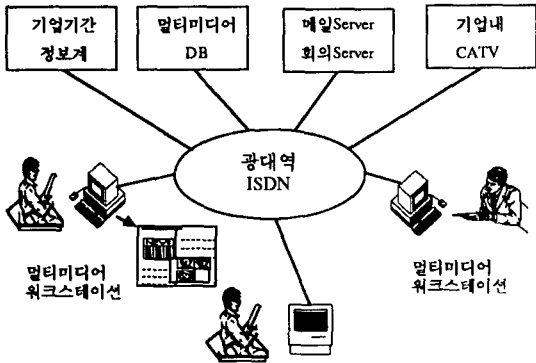 기업기간
정보계
멀티미디어
DB
메일Server
회의Server
기업내
CATV
광대역
ISDN
멀티미디어
워크스테이션
멀티미디어
워크스테이션